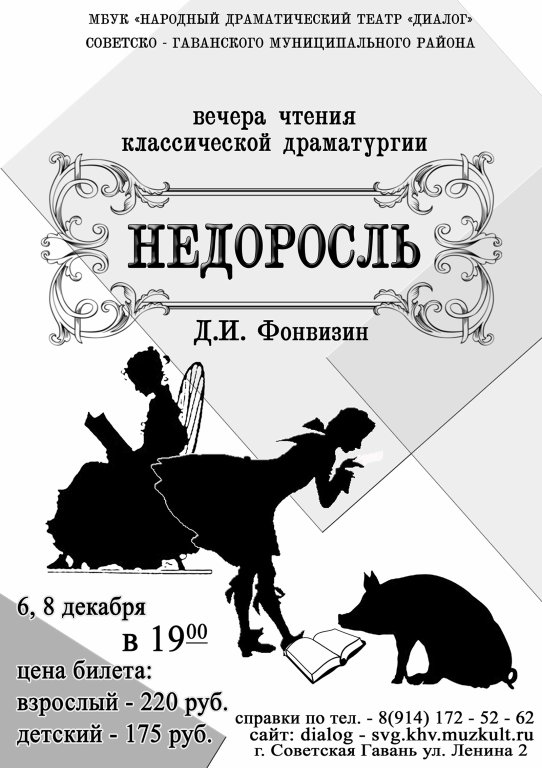 МБУК «НАРОДНЫЙ ДРАМАТИЧЕСКИЙ ТЕАТР «ДИАЛОГ»
СОВЕТСКО - ГАВАНСКОГО МУНИЦИПАЛЬНОГО РАЙОНА
вечера чтения
классической драматургии
НЕДОРОСЛЬ
Д.И. Фонвизин
6, 8 декабря
в 19⁰⁰
цена билета:
взрослый - 220 руб.
детский - 175 руб.
справки по тел. - 8(914) 172 - 52 - 62
сайт: dialog - svg.khv.muzkult.ru
г. Советская Гавань ул. Ленина 2